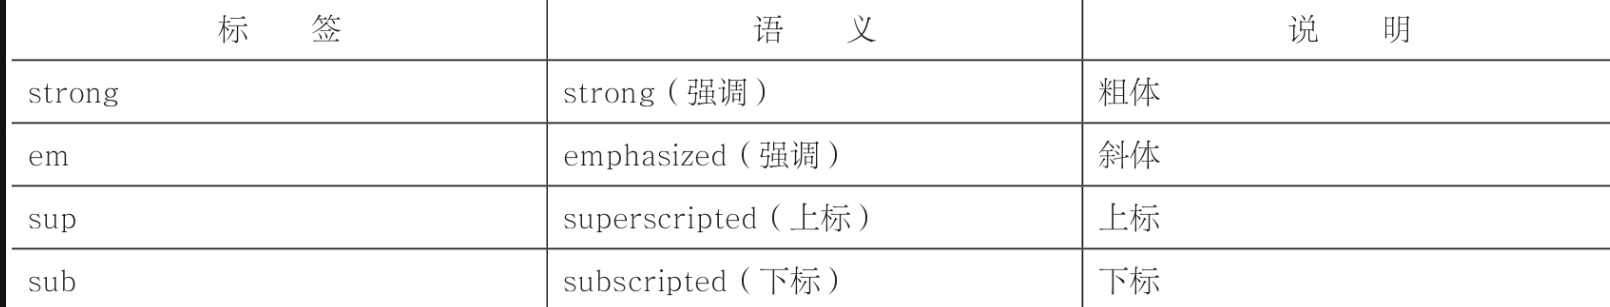 标 签 语 义 说 明
strong strong（强调） 粗体
em emphasized（强调） 斜体
sup superscripted（上标） 上标
sub subscripted（下标） 下标